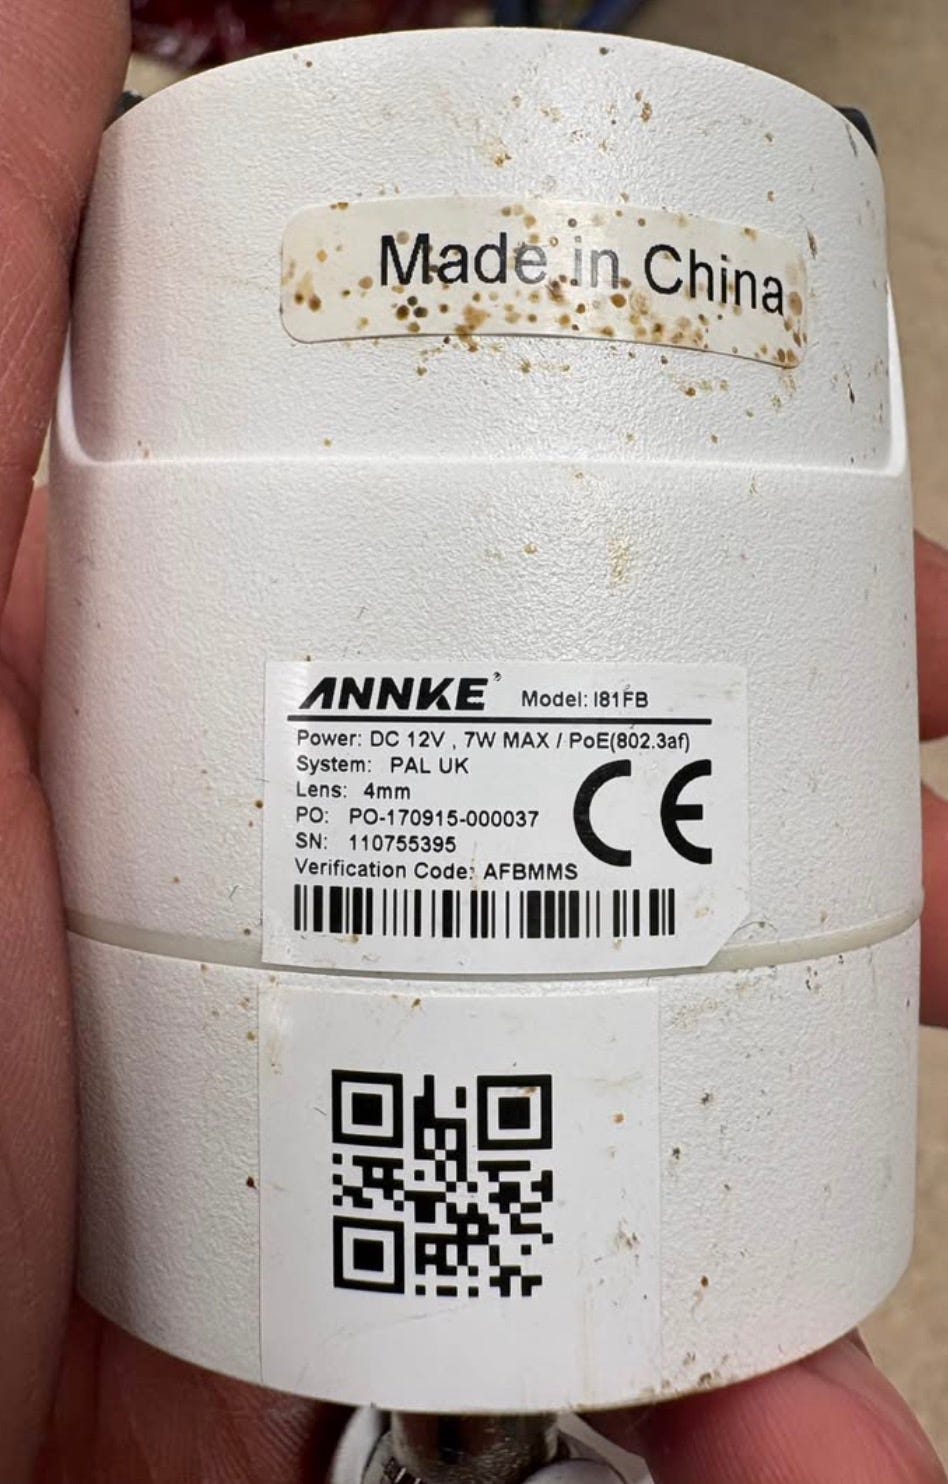 Made in China
ANNKE® Model: I81FB
Power: DC 12V , 7W MAX / PoE(802.3af)
System: PAL UK
Lens: 4mm
PO: PO-170915-000037
SN: 110755395
Verification Code: AFBMMS
CE